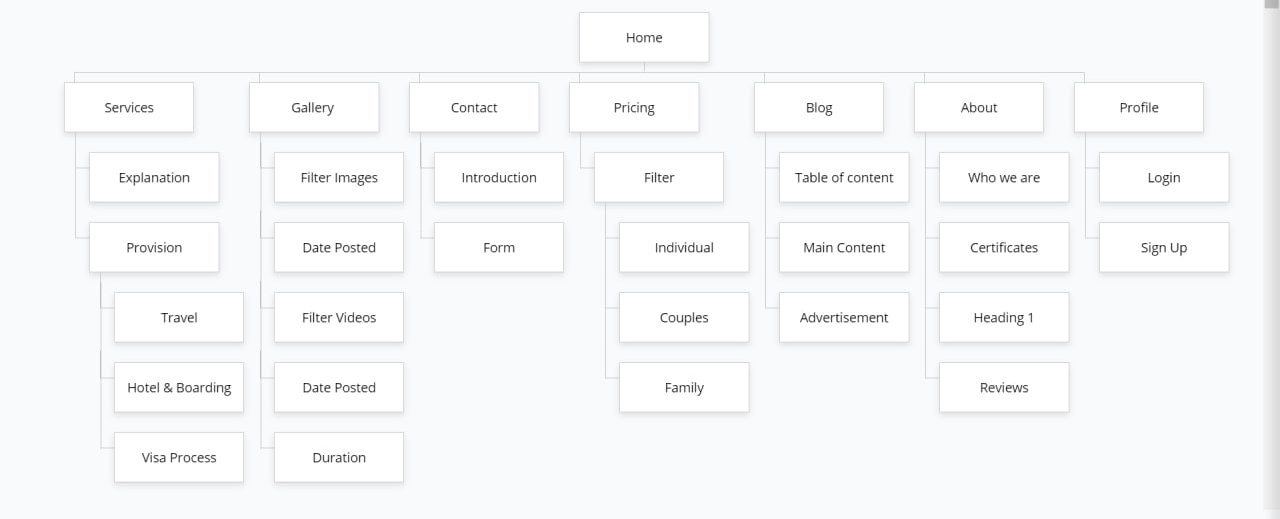 Home
Services
Gallery
Contact
Pricing
Blog
About
Profile
Explanation
Filter Images
Introduction
Filter
Table of content
Who we are
Login
Provision
Date Posted
Form
Individual
Main Content
Certificates
Sign Up
Travel
Filter Videos
Couples
Advertisement
Heading 1
Hotel & Boarding
Date Posted
Family
Reviews
Visa Process
Duration